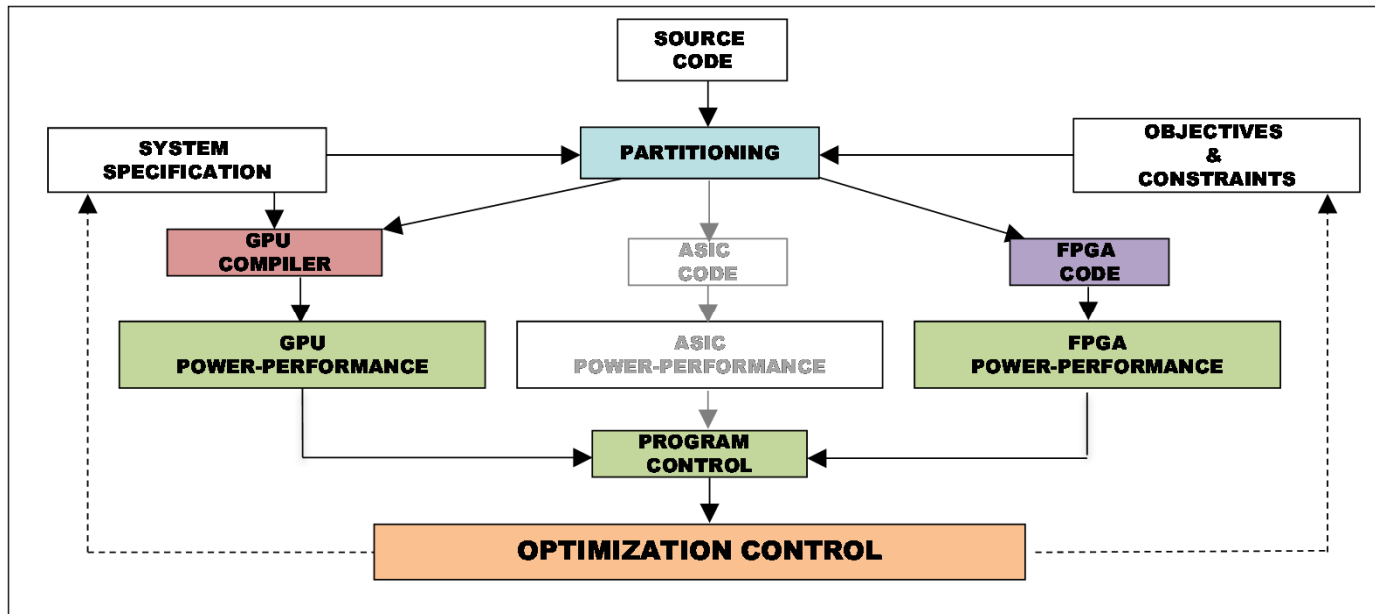 SOURCE
CODE
SYSTEM
SPECIFICATION
PARTITIONING
OBJECTIVES
&
CONSTRAINTS
GPU
COMPILER
ASIC
CODE
FPGA
CODE
GPU
POWER-PERFORMANCE
ASIC
POWER-PERFORMANCE
FPGA
POWER-PERFORMANCE
PROGRAM
CONTROL
OPTIMIZATION CONTROL